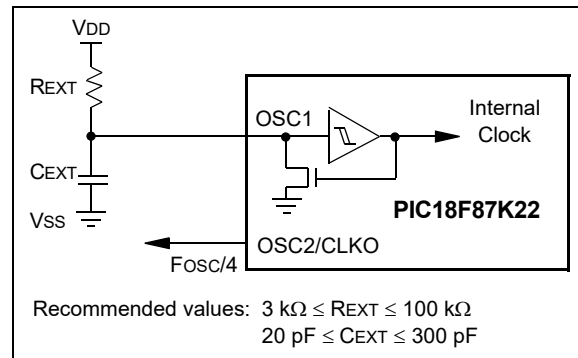 VDD
REXT
OSC1
Internal
Clock
CEXT
PIC18F87K22
VSS
OSC2/CLKO
FOSC/4
Recommended values: 3 kΩ ≤ REXT ≤ 100 kΩ
20 pF ≤ CEXT ≤ 300 pF